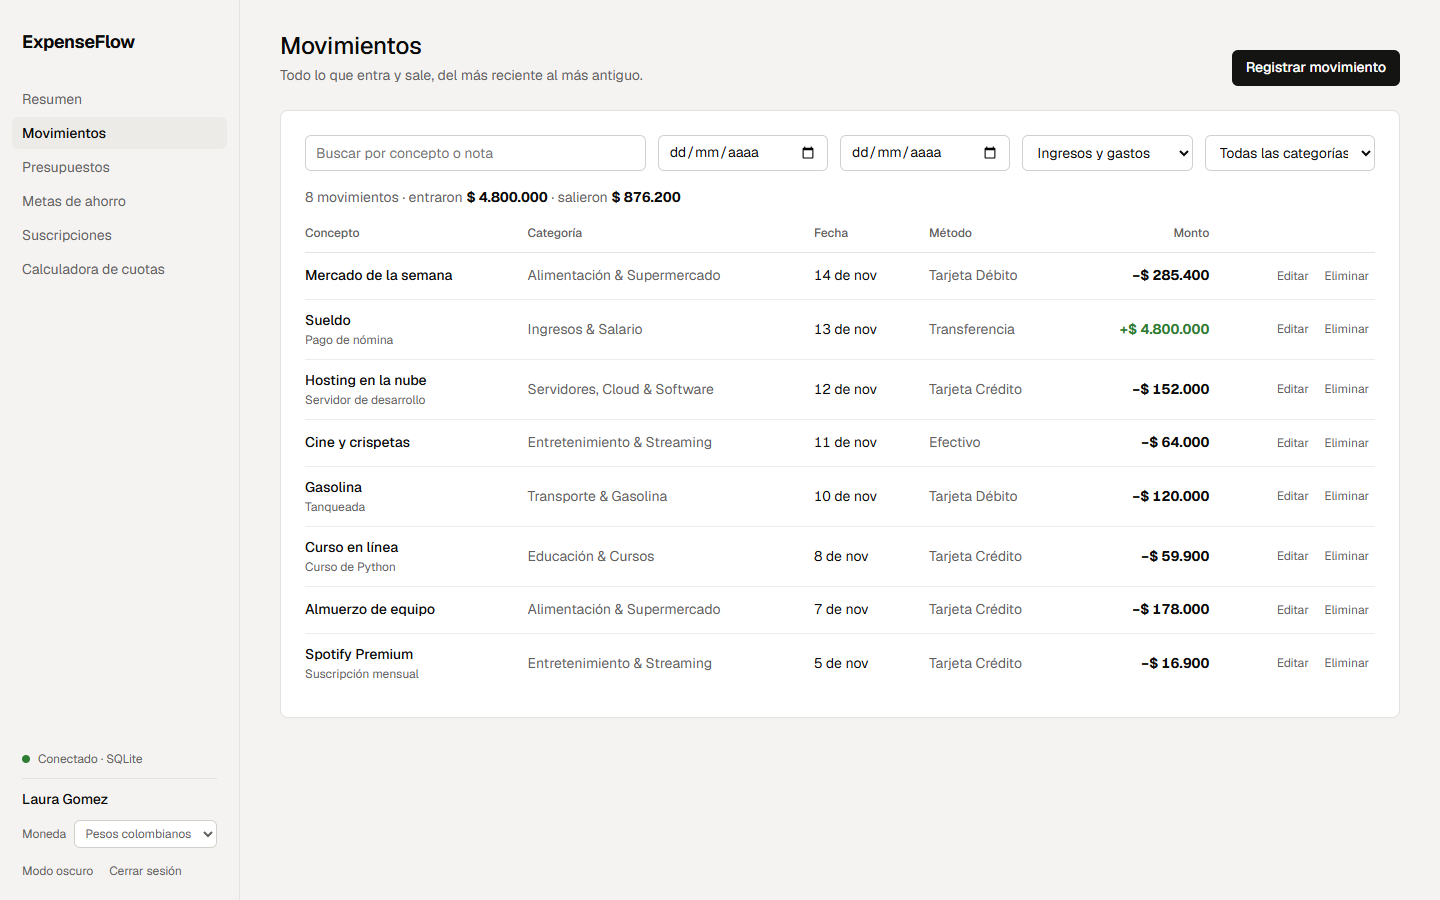 ExpenseFlow
Resumen
Movimientos
Presupuestos
Metas de ahorro
Suscripciones
Calculadora de cuotas
Conectado · SQLite
Laura Gomez
Moneda Pesos colombianos
Modo oscuro Cerrar sesión
Movimientos
Todo lo que entra y sale, del más reciente al más antiguo.
Registrar movimiento
Buscar por concepto o nota dd/mm/aaaa dd/mm/aaaa Ingresos y gastos Todas las categorías
8 movimientos · entraron $ 4.800.000 · salieron $ 876.200
Concepto Categoría Fecha Método Monto
Mercado de la semana Alimentación & Supermercado 14 de nov Tarjeta Débito −$ 285.400 Editar Eliminar
Sueldo Ingresos & Salario 13 de nov Transferencia +$ 4.800.000 Editar Eliminar
Pago de nómina
Hosting en la nube Servidores, Cloud & Software 12 de nov Tarjeta Crédito −$ 152.000 Editar Eliminar
Servidor de desarrollo
Cine y crispetas Entretenimiento & Streaming 11 de nov Efectivo −$ 64.000 Editar Eliminar
Gasolina Transporte & Gasolina 10 de nov Tarjeta Débito −$ 120.000 Editar Eliminar
Tanqueada
Curso en línea Educación & Cursos 8 de nov Tarjeta Crédito −$ 59.900 Editar Eliminar
Curso de Python
Almuerzo de equipo Alimentación & Supermercado 7 de nov Tarjeta Crédito −$ 178.000 Editar Eliminar
Spotify Premium Entretenimiento & Streaming 5 de nov Tarjeta Crédito −$ 16.900 Editar Eliminar
Suscripción mensual